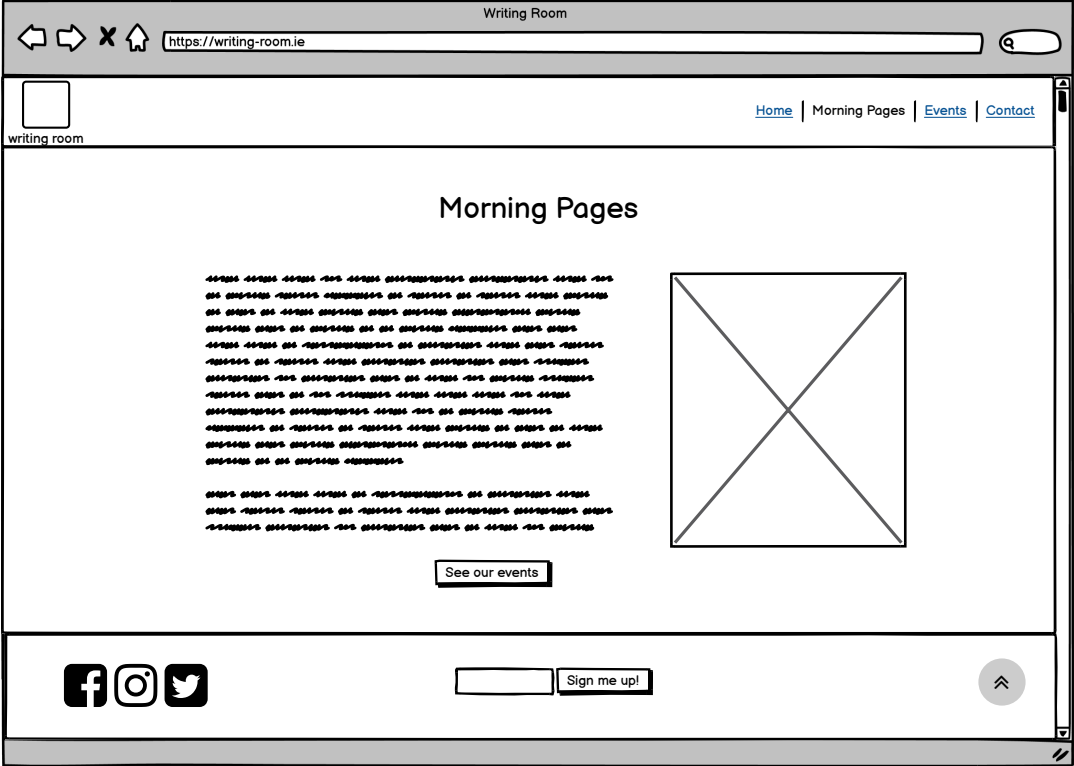 Writing Room
https://writing-room.ie
writing room
Home | Morning Pages | Events | Contact
Morning Pages
See our events
Sign me up!